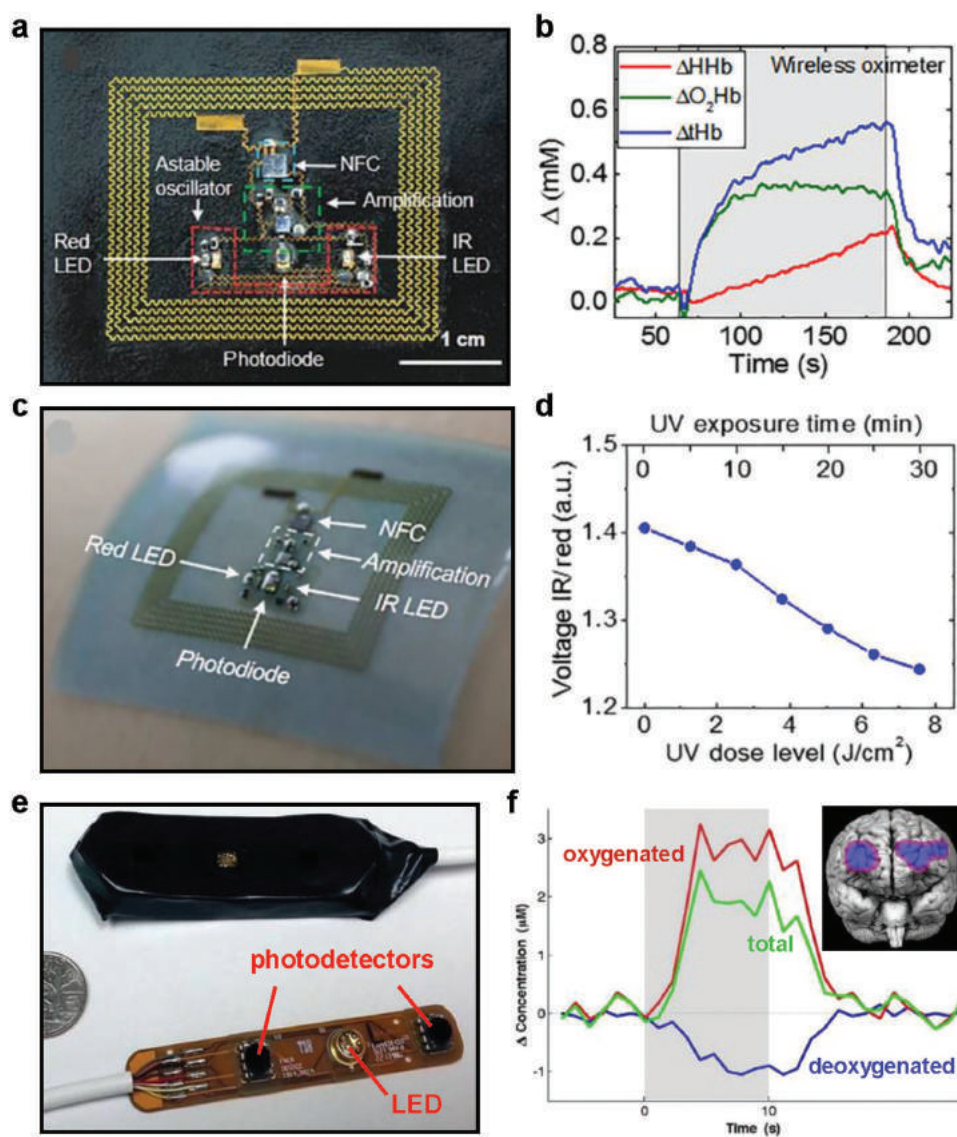 a
Astable
oscillator
NFC
Amplification
Red
LED
IR
LED
Photodiode
1 cm
b
Wireless oximeter
ΔHHb
ΔO₂Hb
ΔtHb
Δ (mM)
0.8
0.6
0.4
0.2
0.0
50 100 150 200
Time (s)
c
NFC
Red LED
Amplification
IR LED
Photodiode
d
UV exposure time (min)
0 10 20 30
Voltage IR/red (a.u.)
1.5
1.4
1.3
1.2
0 2 4 6 8
UV dose level (J/cm²)
e
photodetectors
LED
f
Δ Concentration (μM)
3
2
1
0
-1
oxygenated
total
deoxygenated
0 10
Time (s)